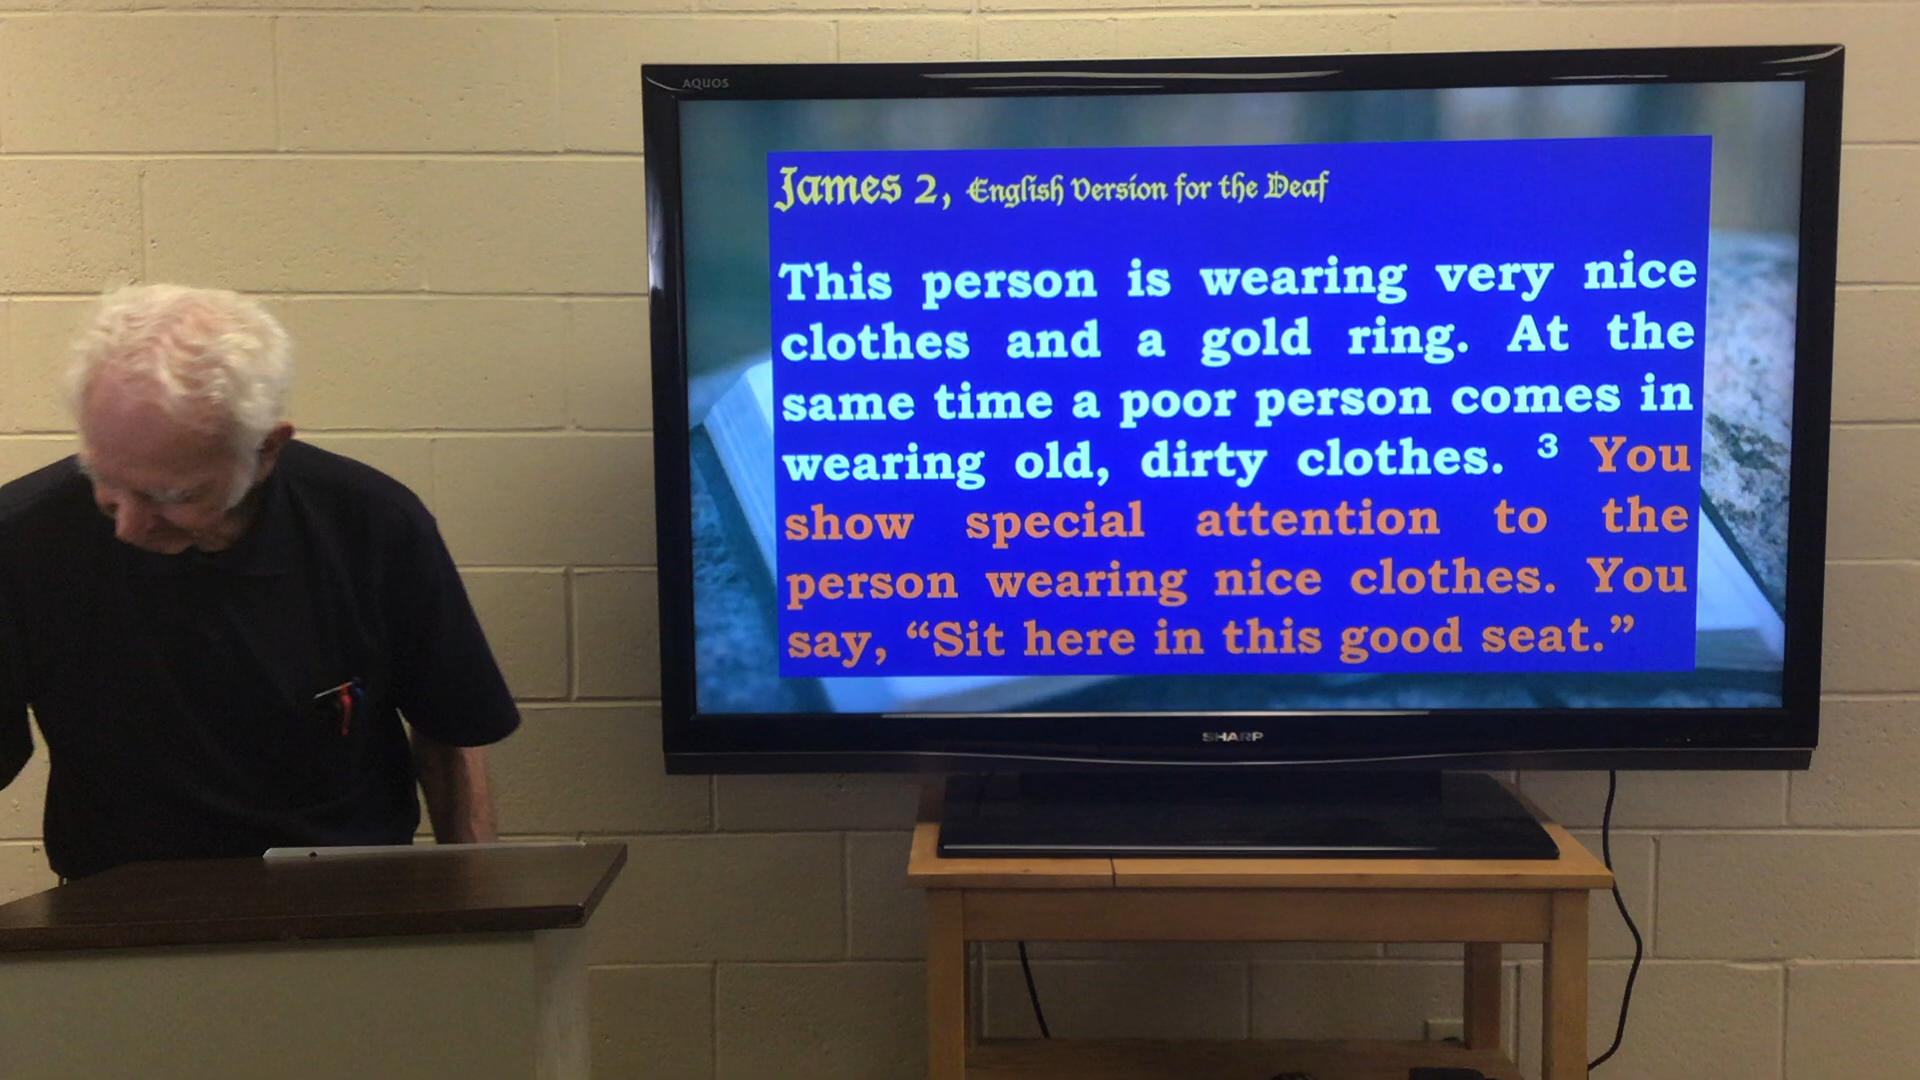 AQUOS
James 2, English Version for the Deaf
This person is wearing very nice
clothes and a gold ring. At the
same time a poor person comes in
wearing old, dirty clothes. ³ You
show special attention to the
person wearing nice clothes. You
say, “Sit here in this good seat.”
SHARP